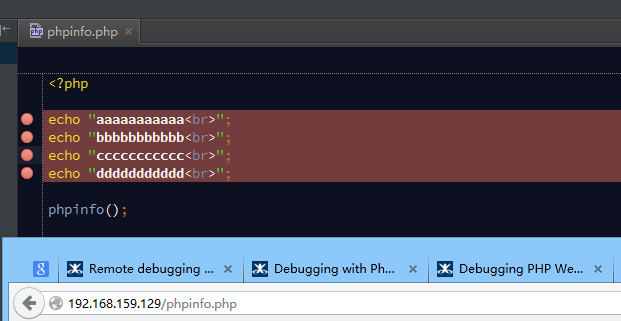 phpinfo.php
<?php
echo "aaaaaaaaaaa<br>";
echo "bbbbbbbbbbb<br>";
echo "ccccccccccc<br>";
echo "ddddddddddd<br>";
phpinfo();
Remote debugging ... Debugging with Ph... Debugging PHP We...
192.168.159.129/phpinfo.php